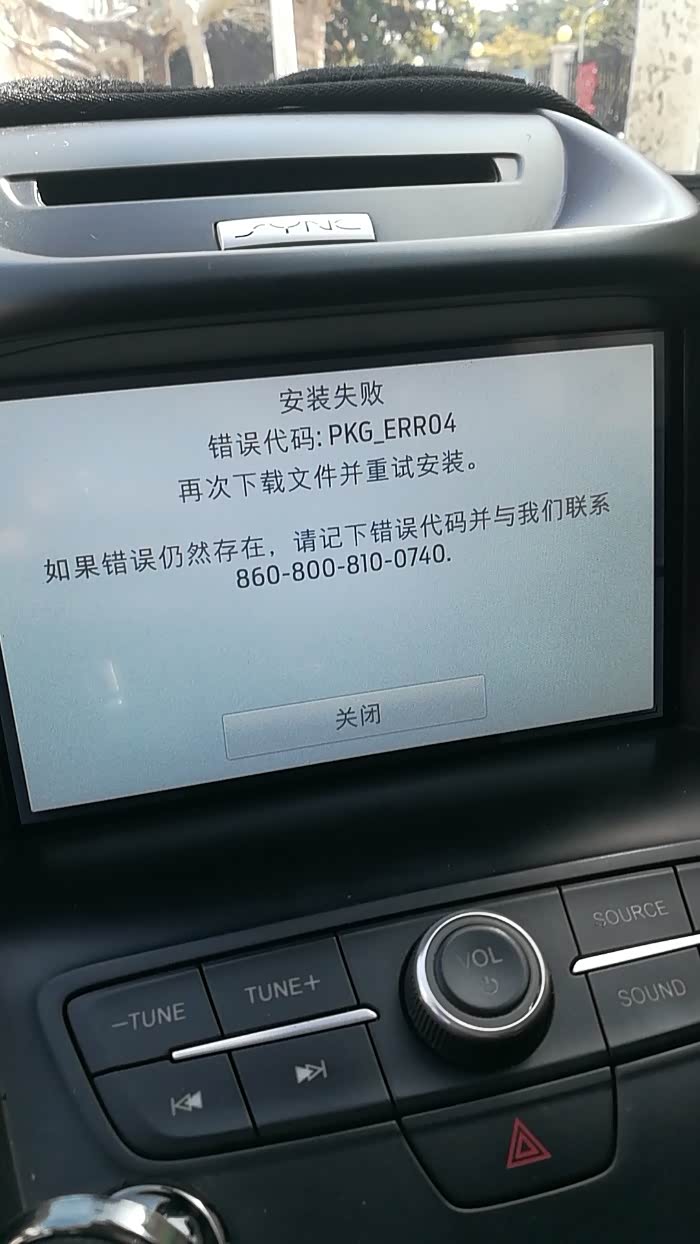 SYNC
安装失败
错误代码: PKG_ERR04
再次下载文件并重试安装。
如果错误仍然存在，请记下错误代码并与我们联系
860-800-810-0740.
关闭
VOL
SOURCE
SOUND
−TUNE
TUNE+